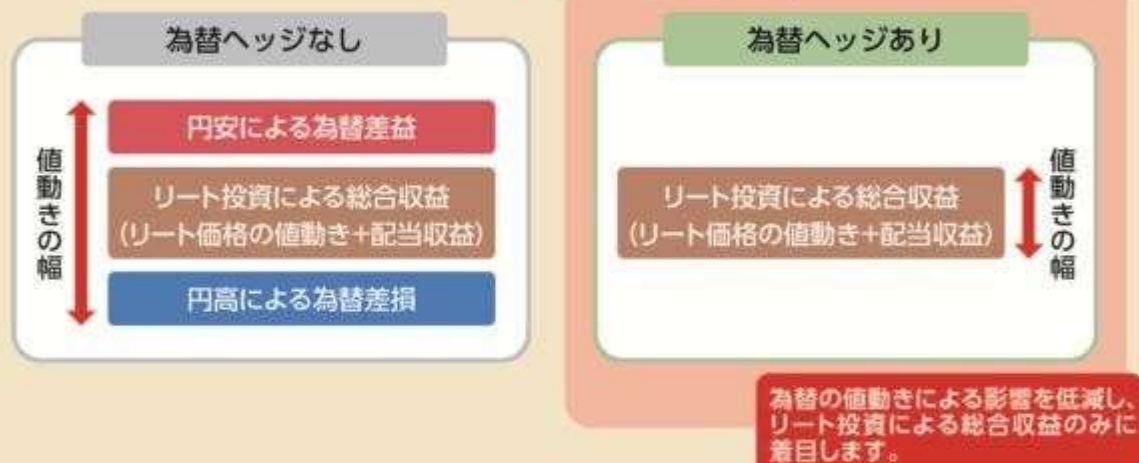 為替ヘッジなし
値動きの幅
円安による為替差益
リート投資による総合収益
(リート価格の値動き+配当収益)
円高による為替差損
為替ヘッジあり
リート投資による総合収益
(リート価格の値動き+配当収益)
値動きの幅
為替の値動きによる影響を低減し、
リート投資による総合収益のみに
着目します。